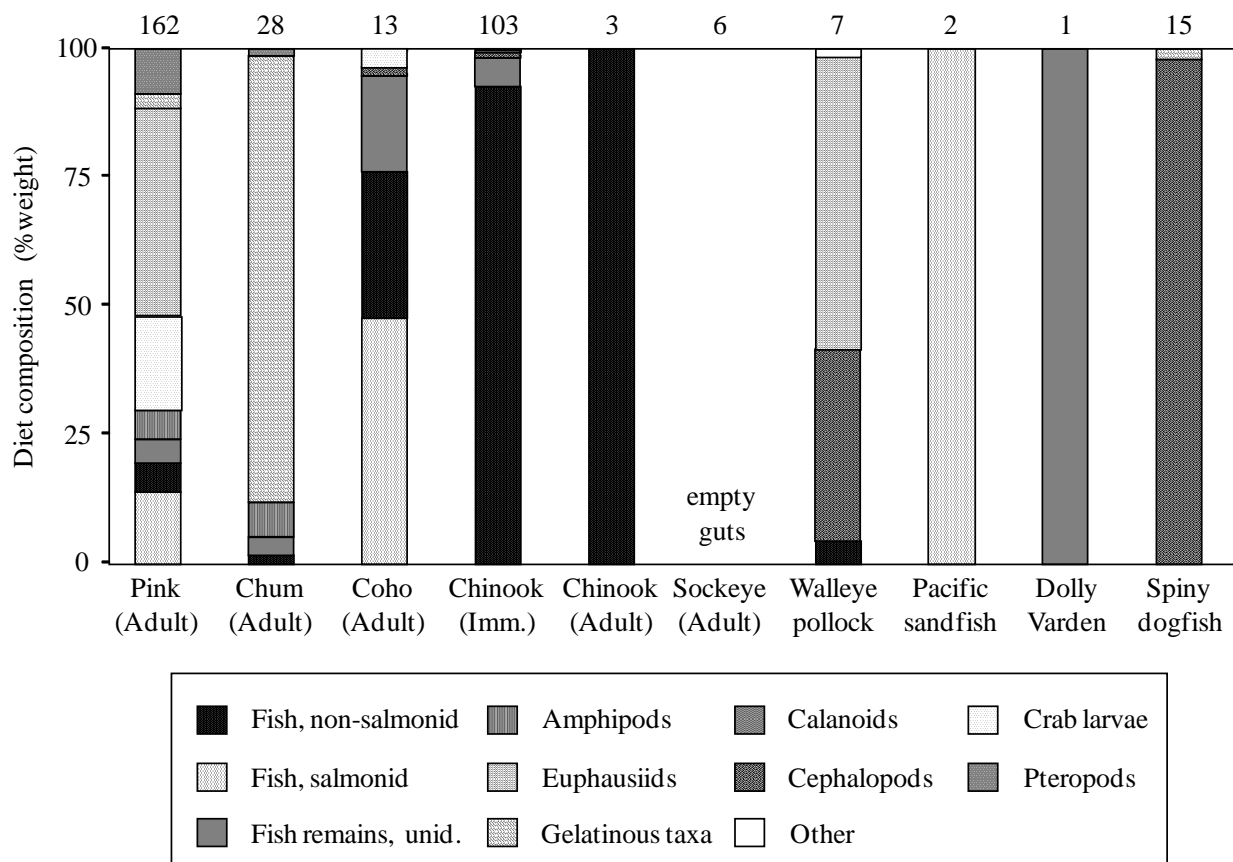 162 28 13 103 3 6 7 2 1 15
100
75
50
25
0
Diet composition (% weight)
empty
guts
Pink Chum Coho Chinook Chinook Sockeye Walleye Pacific Dolly Spiny
(Adult) (Adult) (Adult) (Imm.) (Adult) (Adult) pollock sandfish Varden dogfish
Fish, non-salmonid Amphipods Calanoids Crab larvae
Fish, salmonid Euphausiids Cephalopods Pteropods
Fish remains, unid. Gelatinous taxa Other